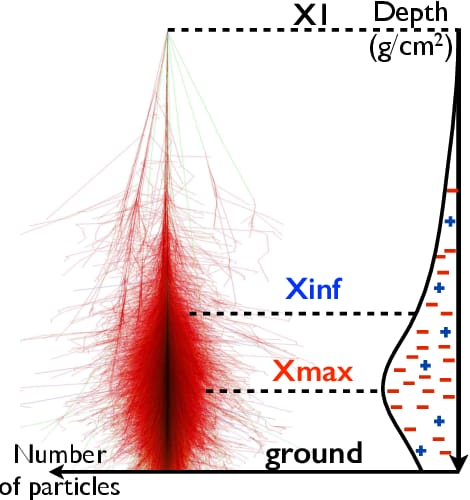 X1
Depth
(g/cm²)
Xinf
Xmax
ground
Number
of particles